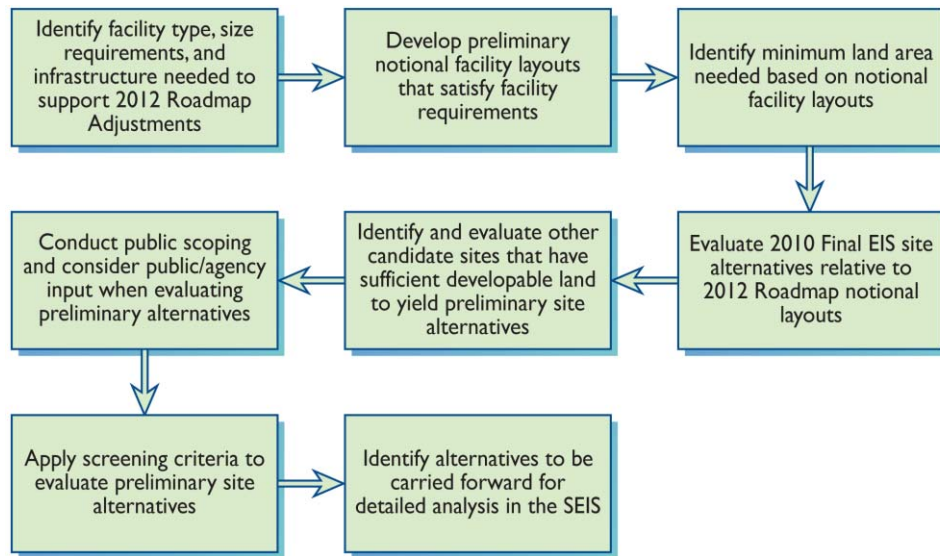 Identify facility type, size
requirements, and
infrastructure needed to
support 2012 Roadmap
Adjustments
Develop preliminary
notional facility layouts
that satisfy facility
requirements
Identify minimum land area
needed based on notional
facility layouts
Evaluate 2010 Final EIS site
alternatives relative to
2012 Roadmap notional
layouts
Identify and evaluate other
candidate sites that have
sufficient developable land
to yield preliminary site
alternatives
Conduct public scoping
and consider public/agency
input when evaluating
preliminary alternatives
Apply screening criteria to
evaluate preliminary site
alternatives
Identify alternatives to be
carried forward for
detailed analysis in the SEIS